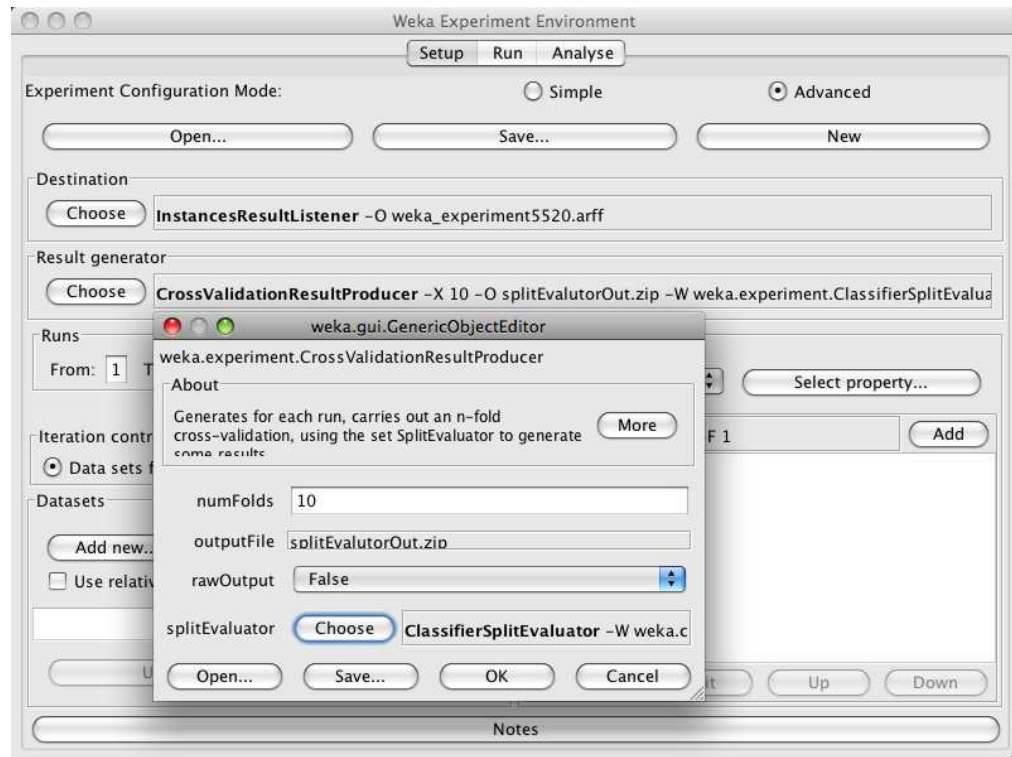 Weka Experiment Environment
Setup Run Analyse
Experiment Configuration Mode: Simple Advanced
Open... Save... New
Destination
Choose InstancesResultListener -O weka_experiment5520.arff
Result generator
Choose CrossValidationResultProducer -X 10 -O splitEvalutorOut.zip -W weka.experiment.ClassifierSplitEvalua
Runs
From: 1 T
Select property...
Iteration contr
F 1 Add
Data sets f
Datasets
Add new..
Use relativ
U
it Up Down
Notes
weka.gui.GenericObjectEditor
weka.experiment.CrossValidationResultProducer
About
Generates for each run, carries out an n-fold
cross-validation, using the set SplitEvaluator to generate
some results
More
numFolds 10
outputFile splitEvalutorOut.zip
rawOutput False
splitEvaluator Choose ClassifierSplitEvaluator -W weka.c
Open... Save... OK Cancel